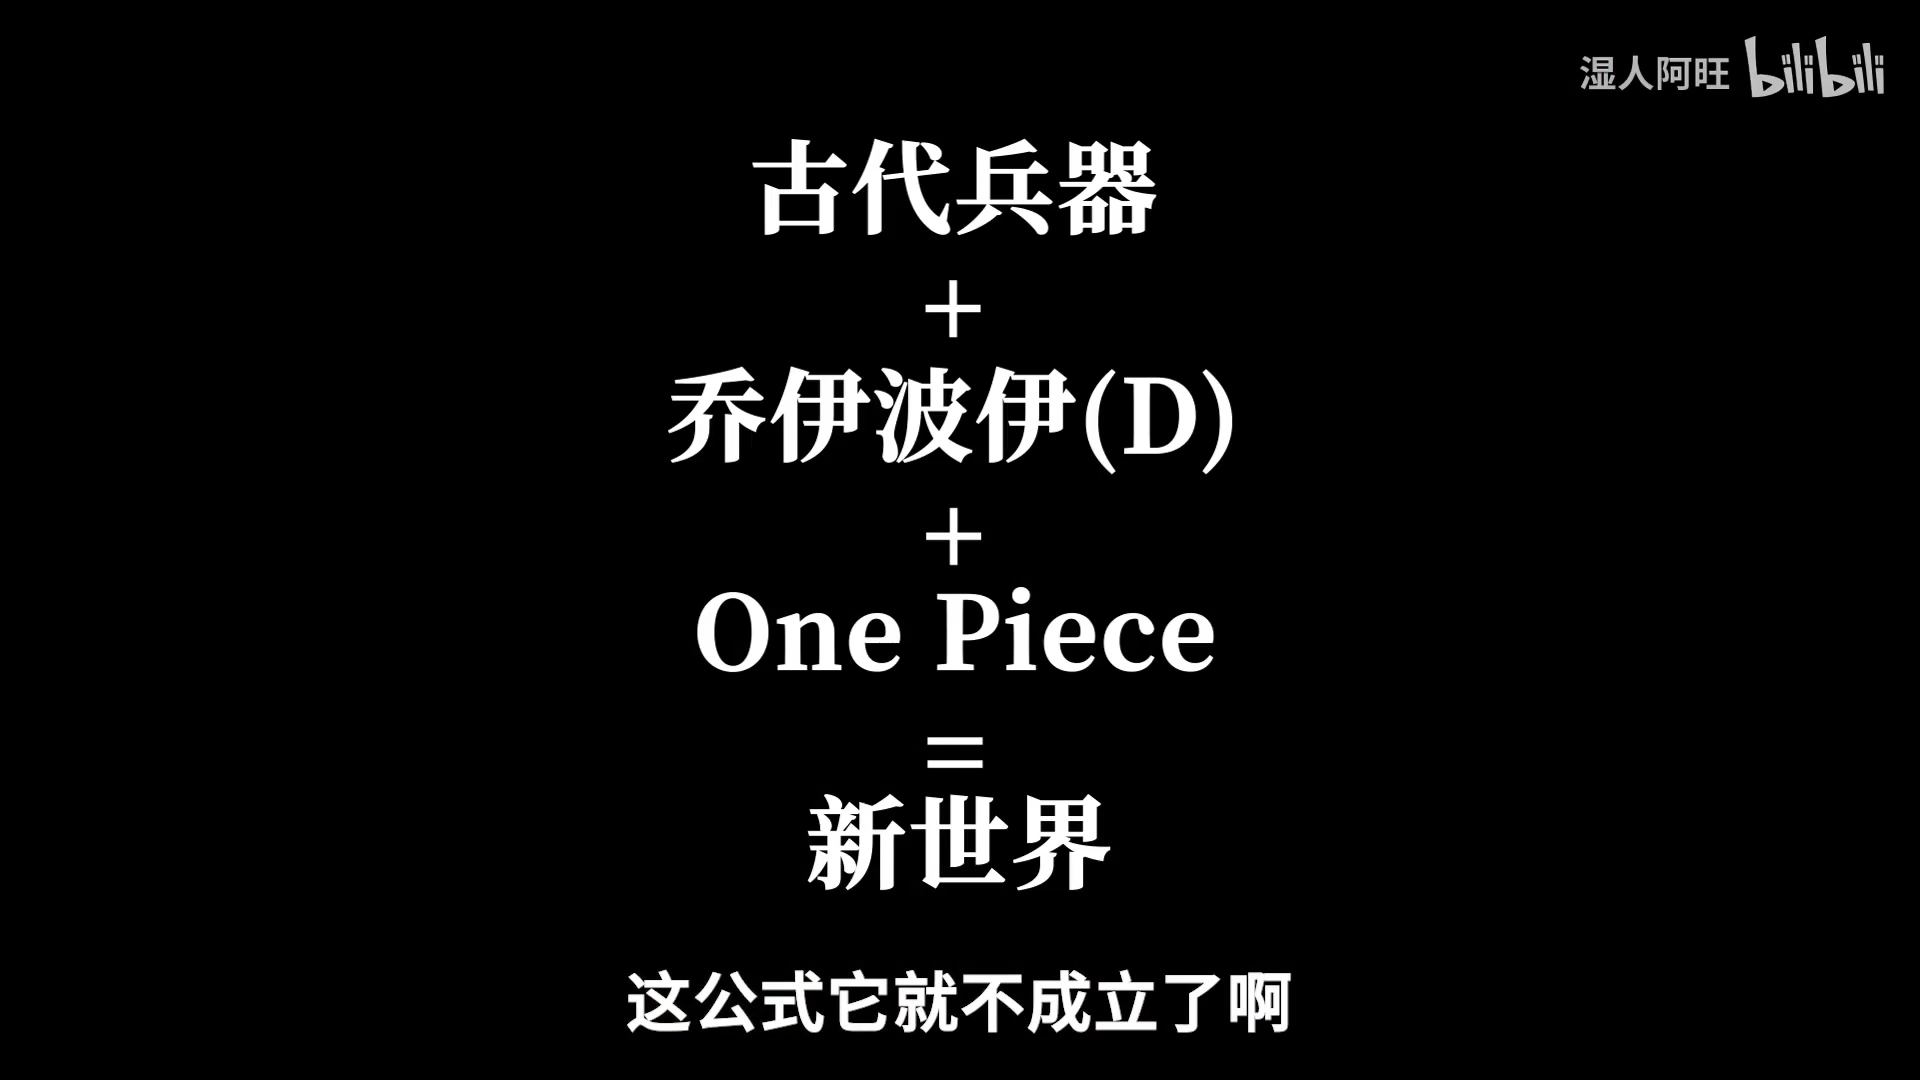 湿人阿旺 bilibili
古代兵器
+
乔伊波伊(D)
+
One Piece
=
新世界
这公式它就不成立了啊